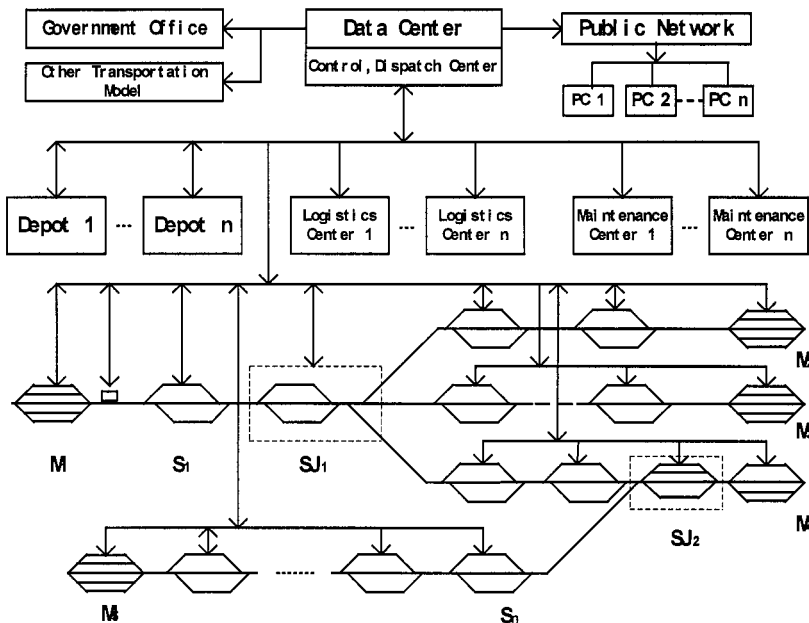 Government Office
Data Center
Public Network
Other Transportation
Model
Control, Dispatch Center
PC 1
PC 2
PC n
Depot 1
...
Depot n
Logistics
Center 1
...
Logistics
Center n
Maintenance
Center 1
...
Maintenance
Center n
M
M
S1
SJ1
M
M
SJ2
M
Sn